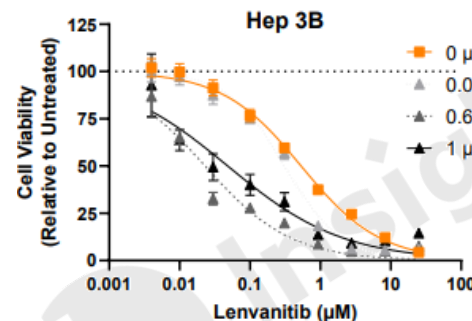 Hep 3B
Cell Viability
(Relative to Untreated)
125
100
75
50
25
0
0.001
0.01
0.1
1
10
100
Lenvanitib (µM)
0 µ
0.0
0.6
1 µ
Insigh